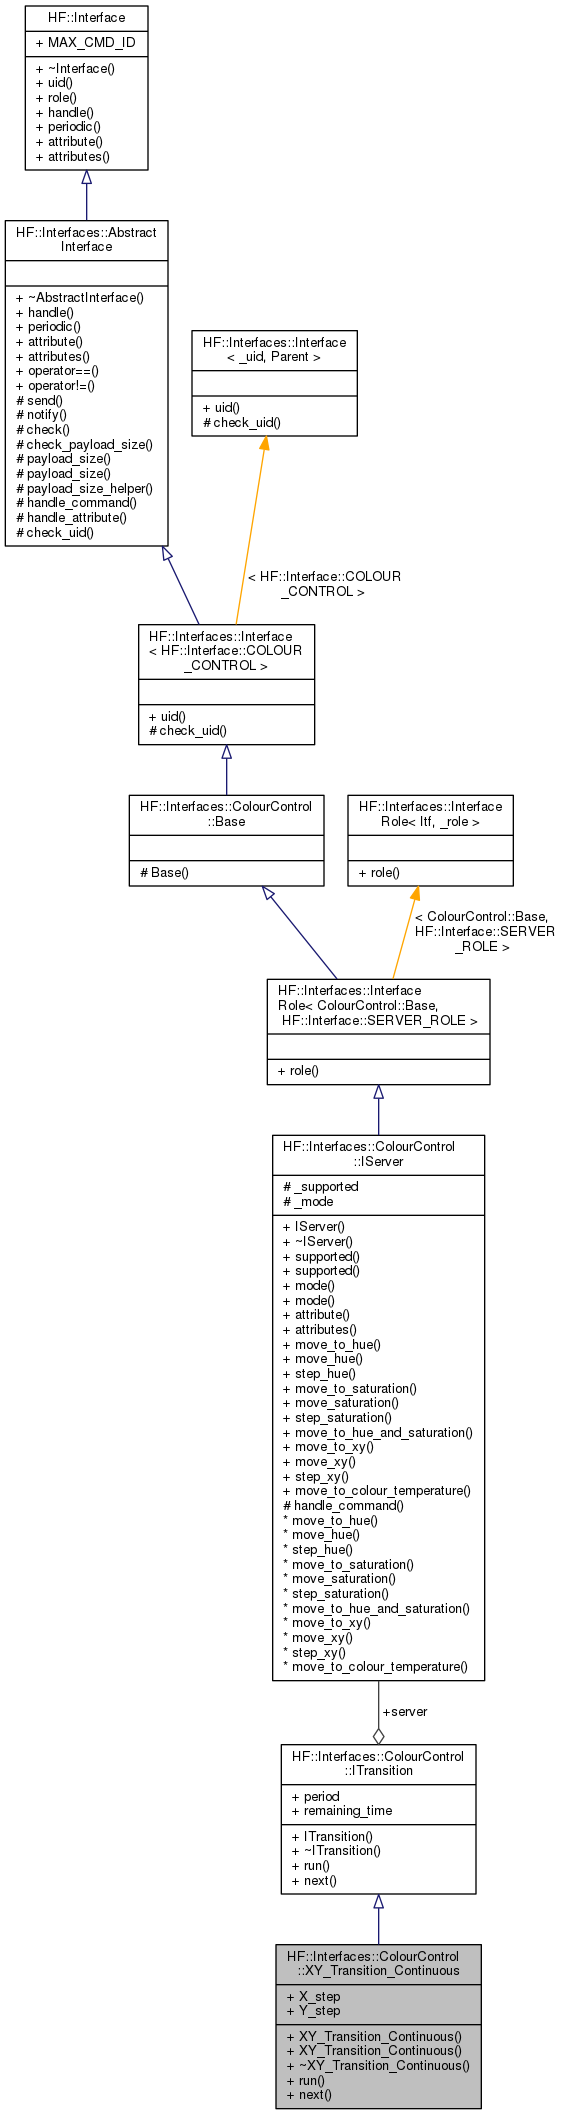 HF::Interface
+ MAX_CMD_ID
+ ~Interface()
+ uid()
+ role()
+ handle()
+ periodic()
+ attribute()
+ attributes()
HF::Interfaces::Abstract
Interface
+ ~AbstractInterface()
+ handle()
+ periodic()
+ attribute()
+ attributes()
+ operator==()
+ operator!=()
# send()
# notify()
# check()
# check_payload_size()
# payload_size()
# payload_size()
# payload_size_helper()
# handle_command()
# handle_attribute()
# check_uid()
HF::Interfaces::Interface
< _uid, Parent >
+ uid()
# check_uid()
< HF::Interface::COLOUR
_CONTROL >
HF::Interfaces::Interface
< HF::Interface::COLOUR
_CONTROL >
+ uid()
# check_uid()
HF::Interfaces::ColourControl
::Base
# Base()
HF::Interfaces::Interface
Role< Itf, _role >
+ role()
< ColourControl::Base,
HF::Interface::SERVER
_ROLE >
HF::Interfaces::Interface
Role< ColourControl::Base,
HF::Interface::SERVER_ROLE >
+ role()
HF::Interfaces::ColourControl
::IServer
# _supported
# _mode
+ IServer()
+ ~IServer()
+ supported()
+ supported()
+ mode()
+ mode()
+ attribute()
+ attributes()
+ move_to_hue()
+ move_hue()
+ step_hue()
+ move_to_saturation()
+ move_saturation()
+ step_saturation()
+ move_to_hue_and_saturation()
+ move_to_xy()
+ move_xy()
+ step_xy()
+ move_to_colour_temperature()
# handle_command()
* move_to_hue()
* move_hue()
* step_hue()
* move_to_saturation()
* move_saturation()
* step_saturation()
* move_to_hue_and_saturation()
* move_to_xy()
* move_xy()
* step_xy()
* move_to_colour_temperature()
+server
HF::Interfaces::ColourControl
::ITransition
+ period
+ remaining_time
+ ITransition()
+ ~ITransition()
+ run()
+ next()
HF::Interfaces::ColourControl
::XY_Transition_Continuous
+ X_step
+ Y_step
+ XY_Transition_Continuous()
+ XY_Transition_Continuous()
+ ~XY_Transition_Continuous()
+ run()
+ next()